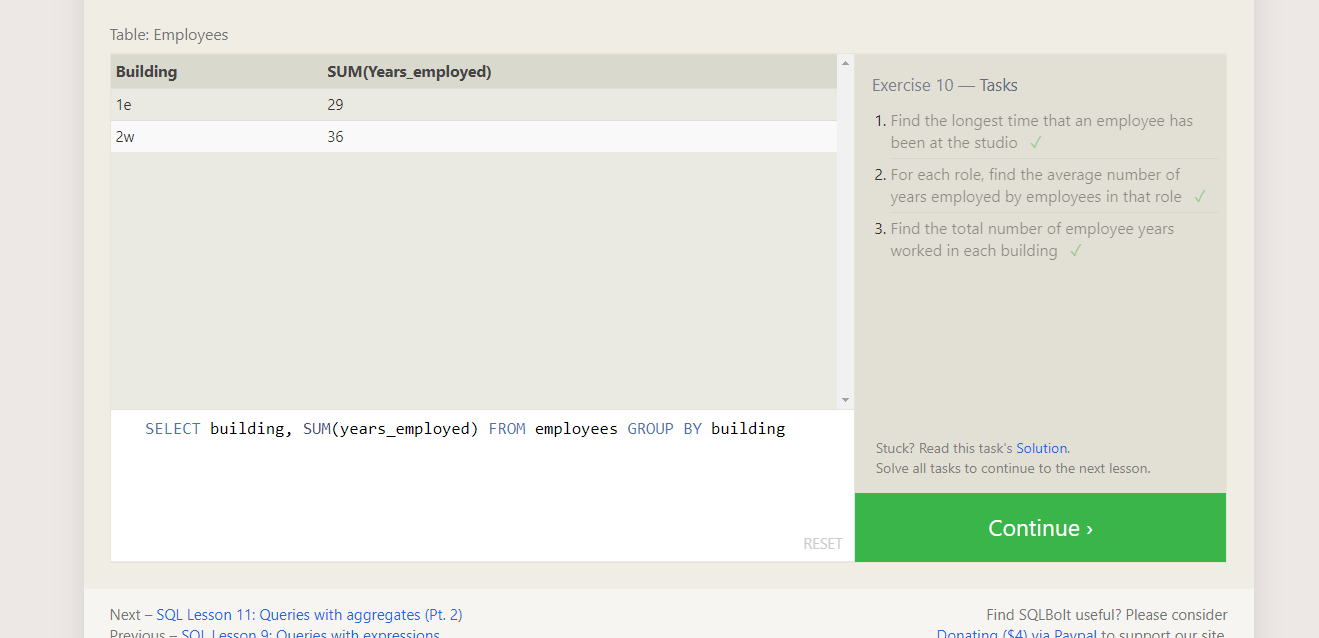 Table: Employees
Building SUM(Years_employed)
1e 29
2w 36
SELECT building, SUM(years_employed) FROM employees GROUP BY building
RESET
Exercise 10 — Tasks
1. Find the longest time that an employee has
been at the studio ✓
2. For each role, find the average number of
years employed by employees in that role ✓
3. Find the total number of employee years
worked in each building ✓
Stuck? Read this task's Solution.
Solve all tasks to continue to the next lesson.
Continue ›
Next – SQL Lesson 11: Queries with aggregates (Pt. 2)
Previous – SQL Lesson 9: Queries with expressions
Find SQLBolt useful? Please consider
Donating ($4) via Paypal to support our site.